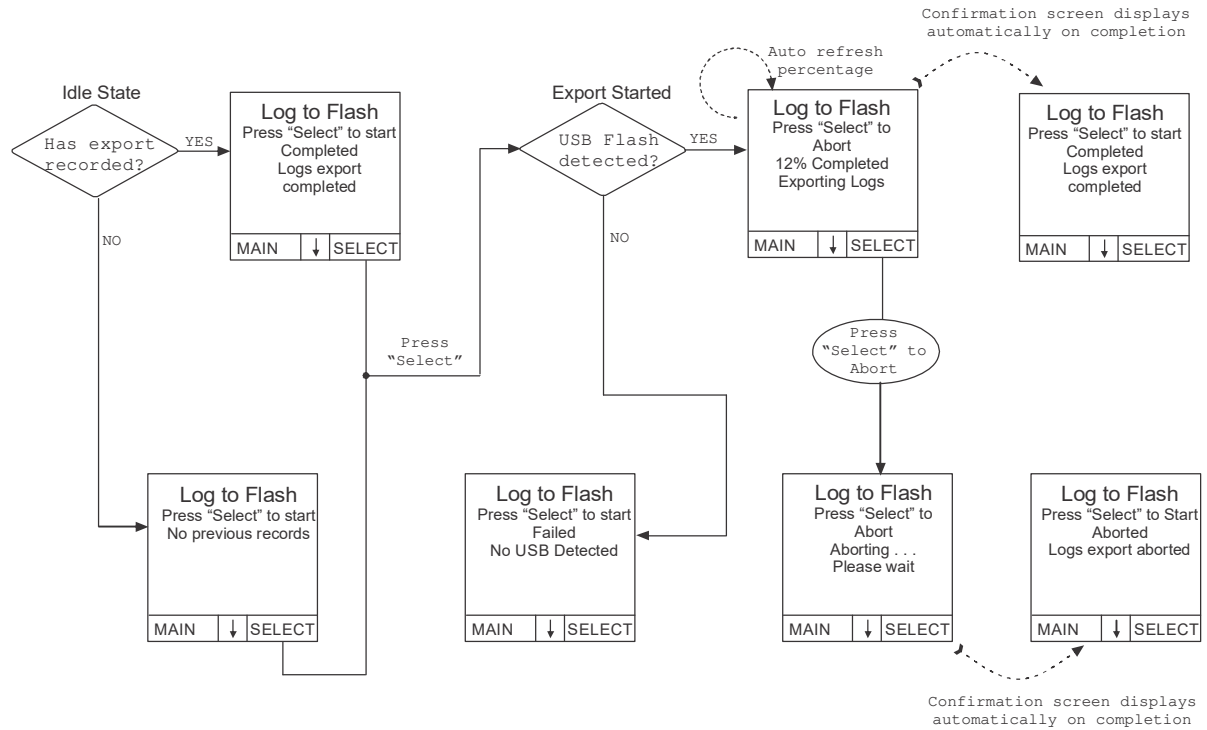 Confirmation screen displays
automatically on completion
Auto refresh
percentage
Idle State
Has export
recorded?
YES
NO
Log to Flash
Press “Select” to start
Completed
Logs export
completed
MAIN
↓
SELECT
Press
“Select”
Export Started
USB Flash
detected?
YES
NO
Log to Flash
Press “Select” to
Abort
12% Completed
Exporting Logs
MAIN
↓
SELECT
Log to Flash
Press “Select” to start
Completed
Logs export
completed
MAIN
↓
SELECT
Press
“Select” to
Abort
Log to Flash
Press “Select” to start
No previous records
MAIN
↓
SELECT
Log to Flash
Press “Select” to start
Failed
No USB Detected
MAIN
↓
SELECT
Log to Flash
Press “Select” to
Abort
Aborting . . .
Please wait
MAIN
↓
SELECT
Log to Flash
Press “Select” to Start
Aborted
Logs export aborted
MAIN
↓
SELECT
Confirmation screen displays
automatically on completion